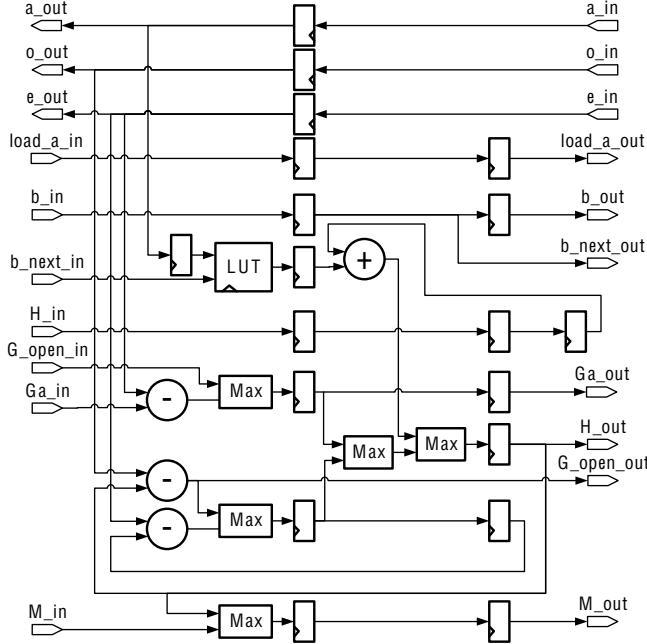 a_out a_in
o_out o_in
e_out e_in
load_a_in load_a_out
b_in b_out
b_next_in LUT + b_next_out
H_in
G_open_in
Ga_in - Max Ga_out
H_out
Max Max
- G_open_out
- Max
M_in Max M_out